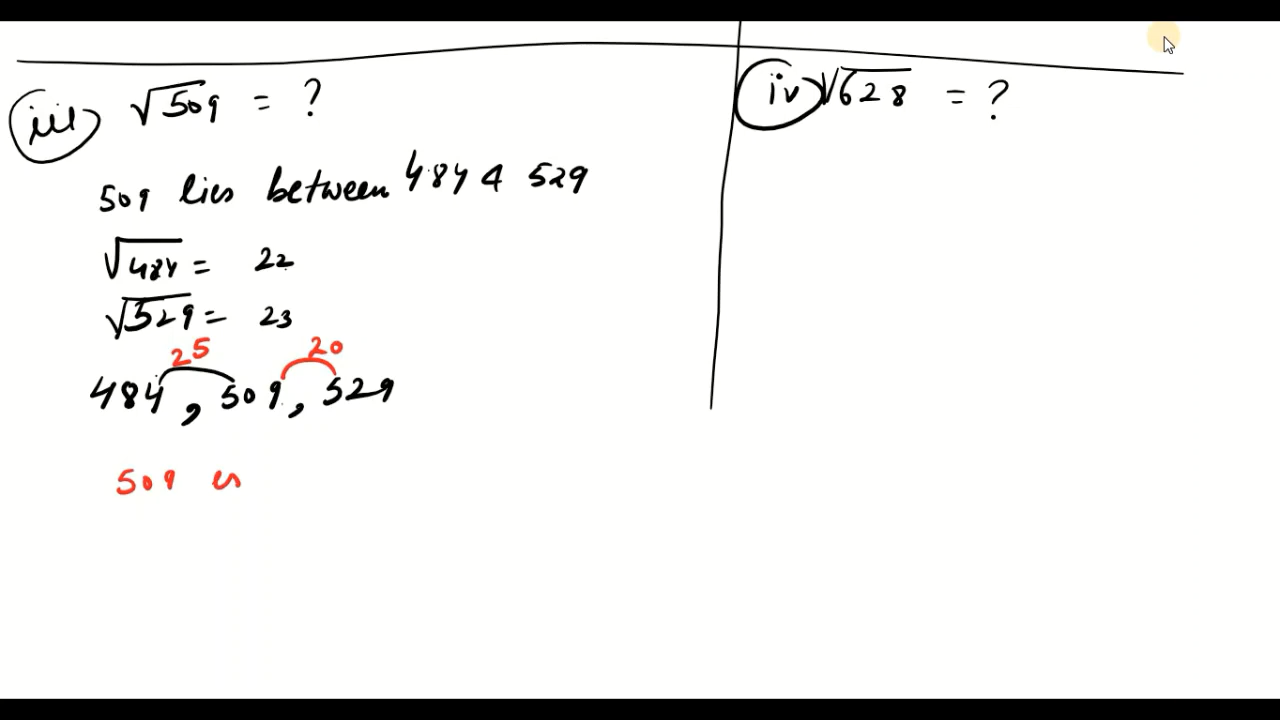 iii √509 = ?
509 lies between 484 & 529
√484 = 22
√529 = 23
25 20
484 , 509 , 529
509 is
iv √628 = ?